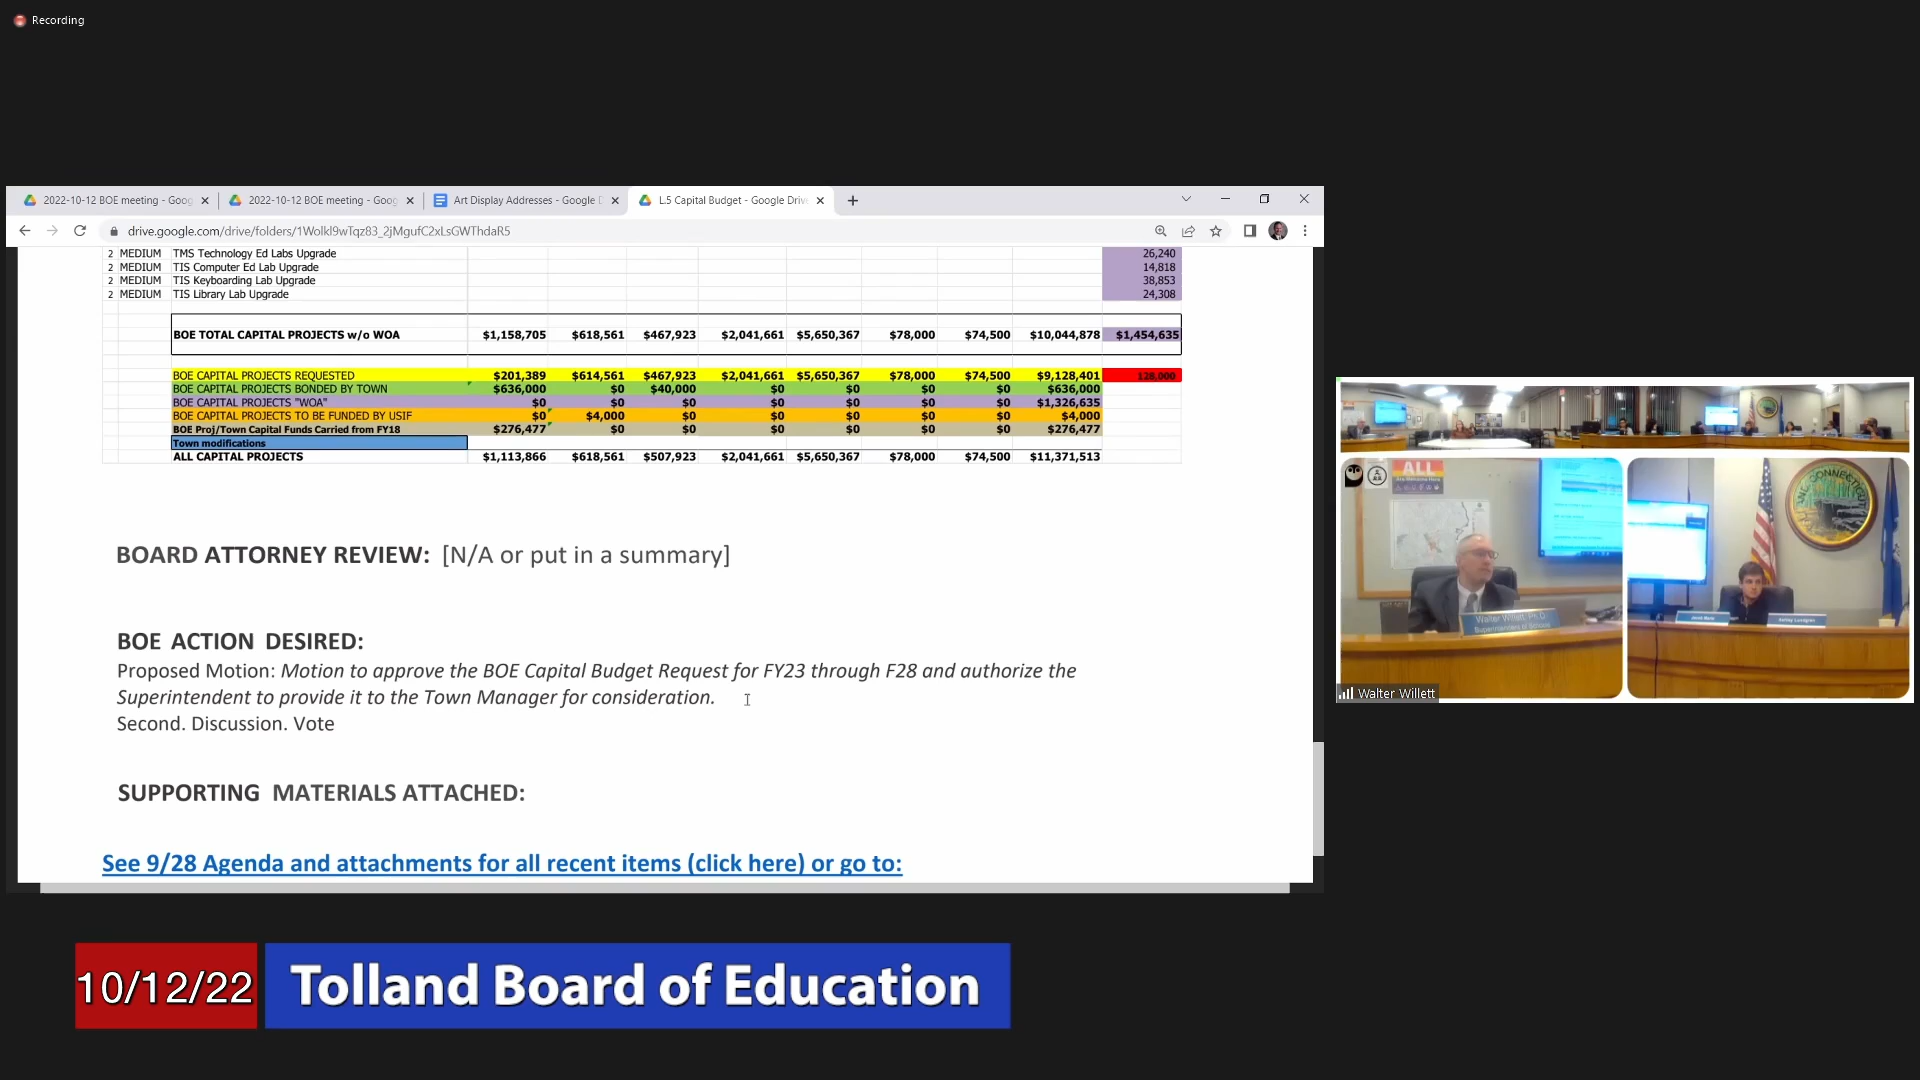 Recording
2022-10-12 BOE meeting - Goog
2022-10-12 BOE meeting - Goog
Art Display Addresses - Google D
L.5 Capital Budget - Google Driv
drive.google.com/drive/folders/1Wolkl9wTqz83_2jMgufC2xLsGWThdaR5
2 MEDIUM TMS Technology Ed Labs Upgrade 26,240
2 MEDIUM TIS Computer Ed Lab Upgrade 14,818
2 MEDIUM TIS Keyboarding Lab Upgrade 38,853
2 MEDIUM TIS Library Lab Upgrade 24,308
BOE TOTAL CAPITAL PROJECTS w/o WOA $1,158,705 $618,561 $467,923 $2,041,661 $5,650,367 $78,000 $74,500 $10,044,878 $1,454,635
BOE CAPITAL PROJECTS REQUESTED $201,389 $614,561 $467,923 $2,041,661 $5,650,367 $78,000 $74,500 $9,128,401 128,000
BOE CAPITAL PROJECTS BONDED BY TOWN $636,000 $0 $40,000 $0 $0 $0 $0 $636,000
BOE CAPITAL PROJECTS "WOA" $0 $0 $0 $0 $0 $0 $0 $1,326,635
BOE CAPITAL PROJECTS TO BE FUNDED BY USIF $0 $4,000 $0 $0 $0 $0 $0 $4,000
BOE Proj/Town Capital Funds Carried from FY18 $276,477 $0 $0 $0 $0 $0 $0 $276,477
Town modifications
ALL CAPITAL PROJECTS $1,113,866 $618,561 $507,923 $2,041,661 $5,650,367 $78,000 $74,500 $11,371,513
BOARD ATTORNEY REVIEW: [N/A or put in a summary]
BOE ACTION DESIRED:
Proposed Motion: Motion to approve the BOE Capital Budget Request for FY23 through F28 and authorize the
Superintendent to provide it to the Town Manager for consideration.
Second. Discussion. Vote
SUPPORTING MATERIALS ATTACHED:
See 9/28 Agenda and attachments for all recent items (click here) or go to:
ALL
Walter Willett, Ph.D.
Superintendent of Schools
Walter Willett
10/12/22
Tolland Board of Education